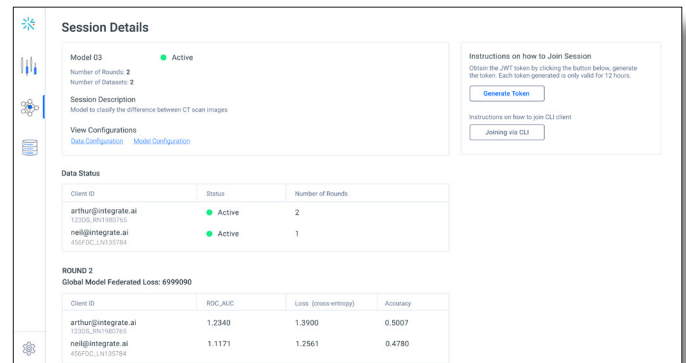 Session Details
Model 03 Active
Number of Rounds: 2
Number of Datasets: 2
Session Description
Model to clasify the difference between CT scan images
View Configurations
Data Configuration Model Configuration
Instructions on how to Join Session
Obtain the JWT token by clicking the button below, generate
the token. Each token generated is only valid for 12 hours.
Generate Token
Instructions on how to join CLI client
Joining via CLI
Data Status
Client ID Status Number of Rounds
arthur@integrate.ai Active 2
123DS_RN1980765
neil@integrate.ai Active 1
456FDC_LN135784
ROUND 2
Global Model Federated Loss: 6999090
Client ID ROC_AUC Loss (cross-entropy) Accuracy
arthur@integrate.ai 1.2340 1.3900 0.5007
123DS_RN1980765
neil@integrate.ai 1.1171 1.2561 0.4780
456FDC_LN135784